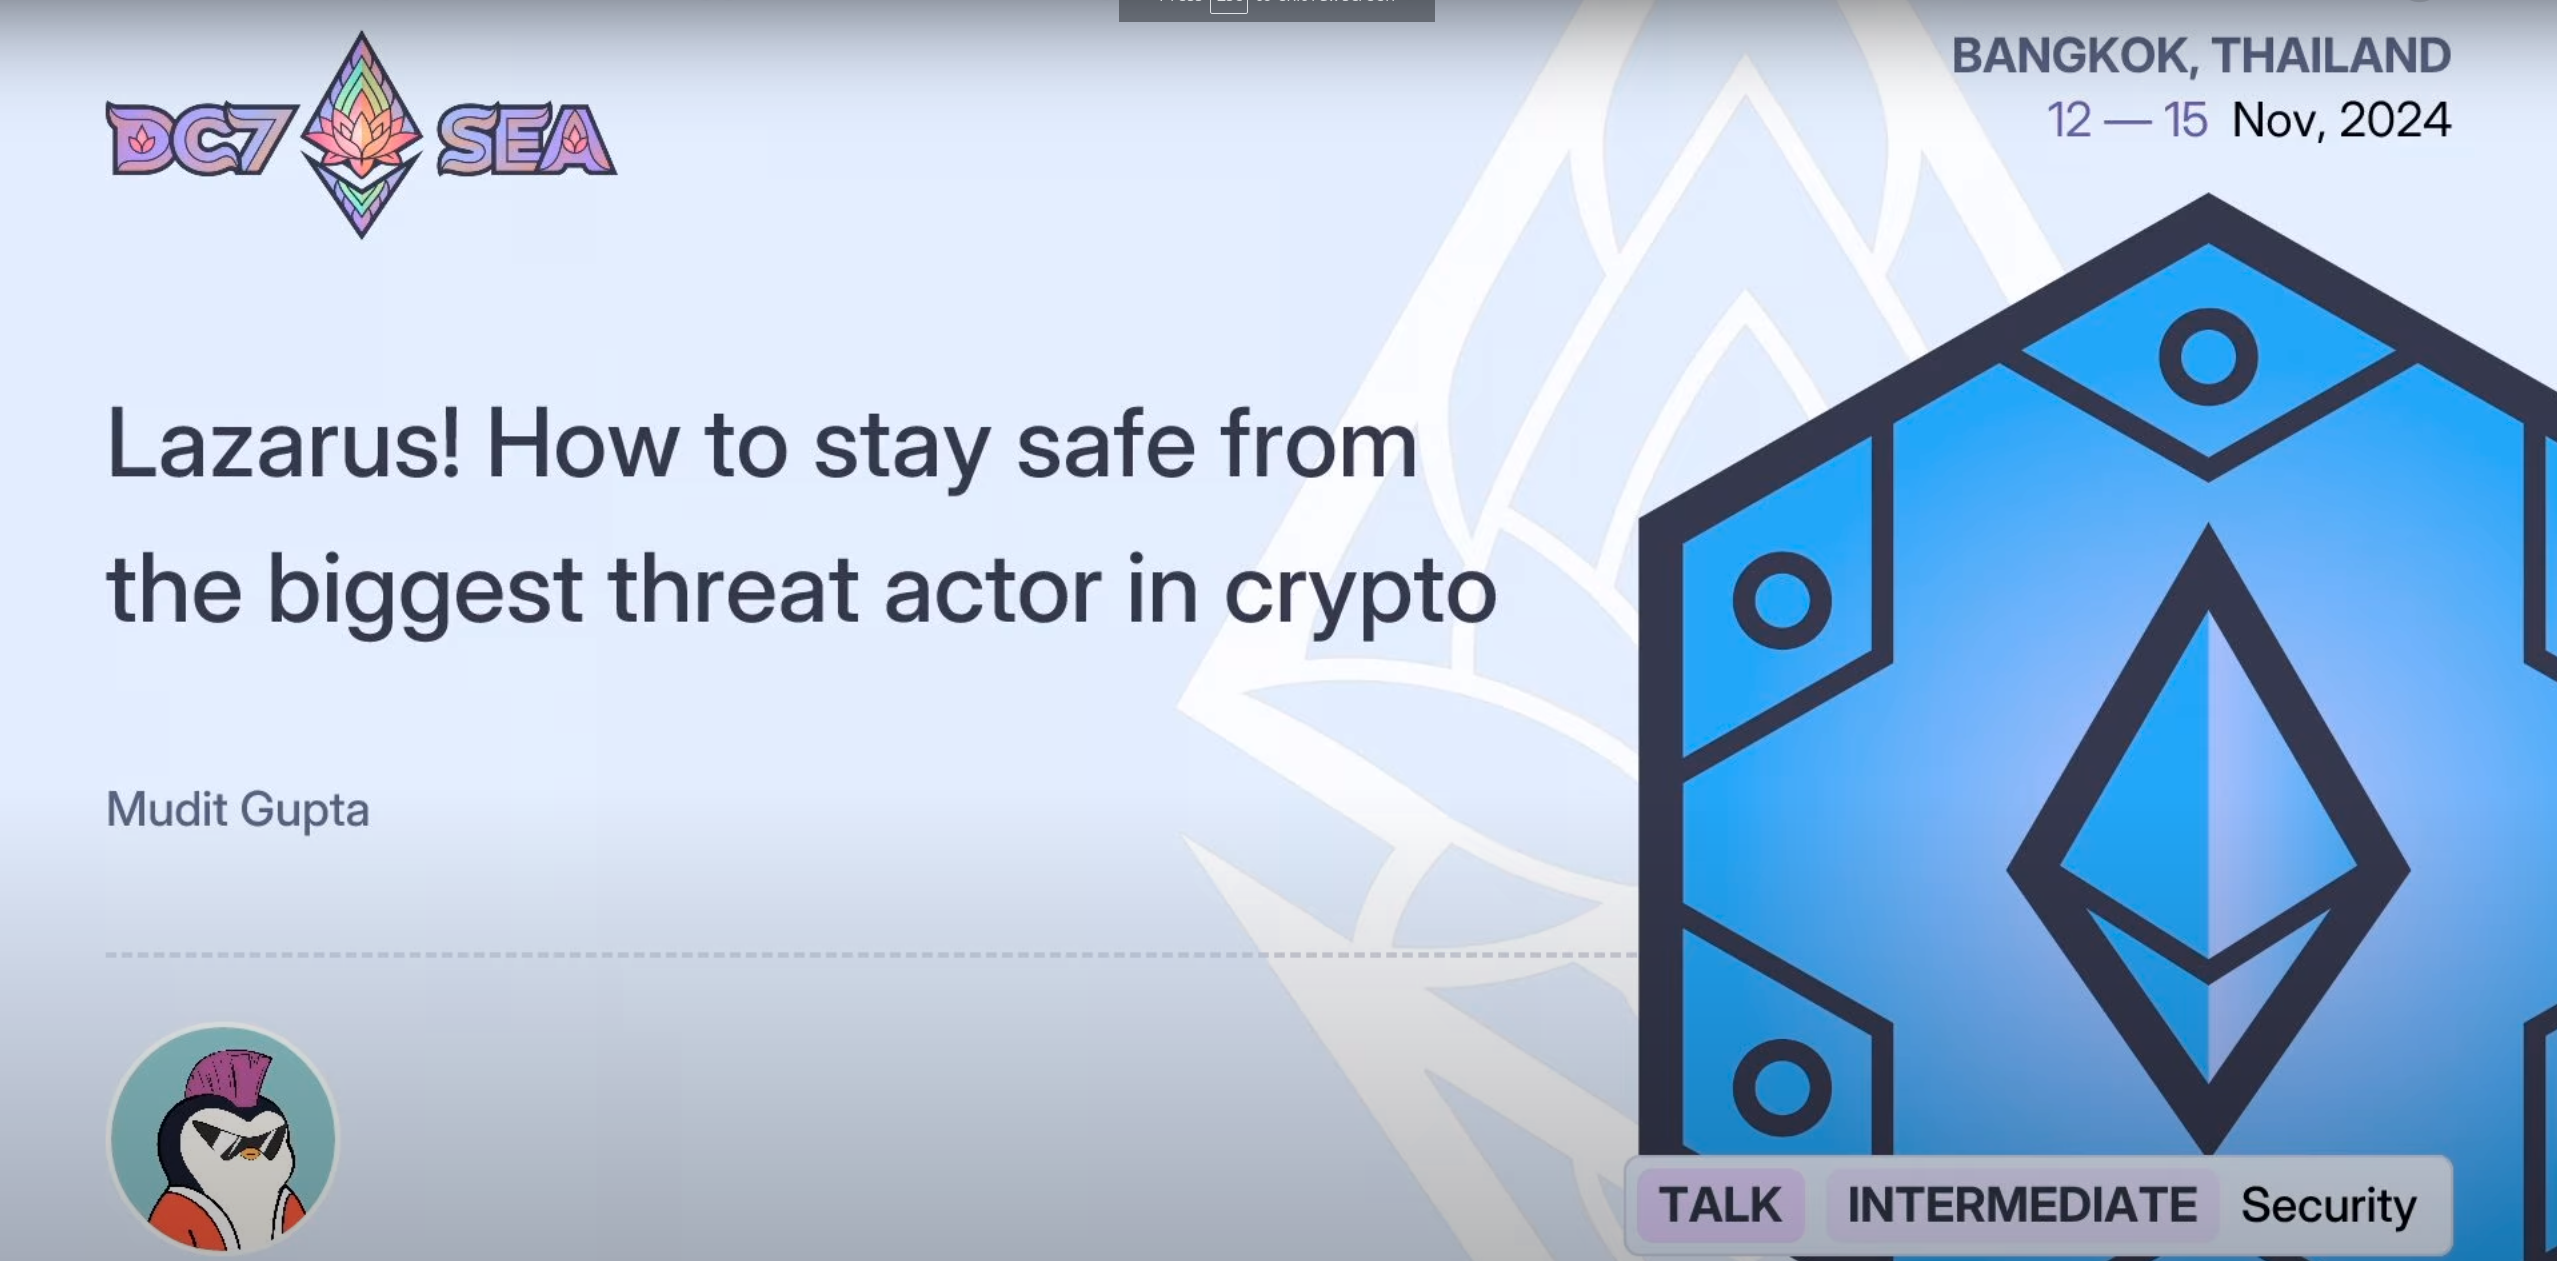 DC7 SEA
BANGKOK, THAILAND
12 — 15 Nov, 2024
Lazarus! How to stay safe from
the biggest threat actor in crypto
Mudit Gupta
TALK INTERMEDIATE Security